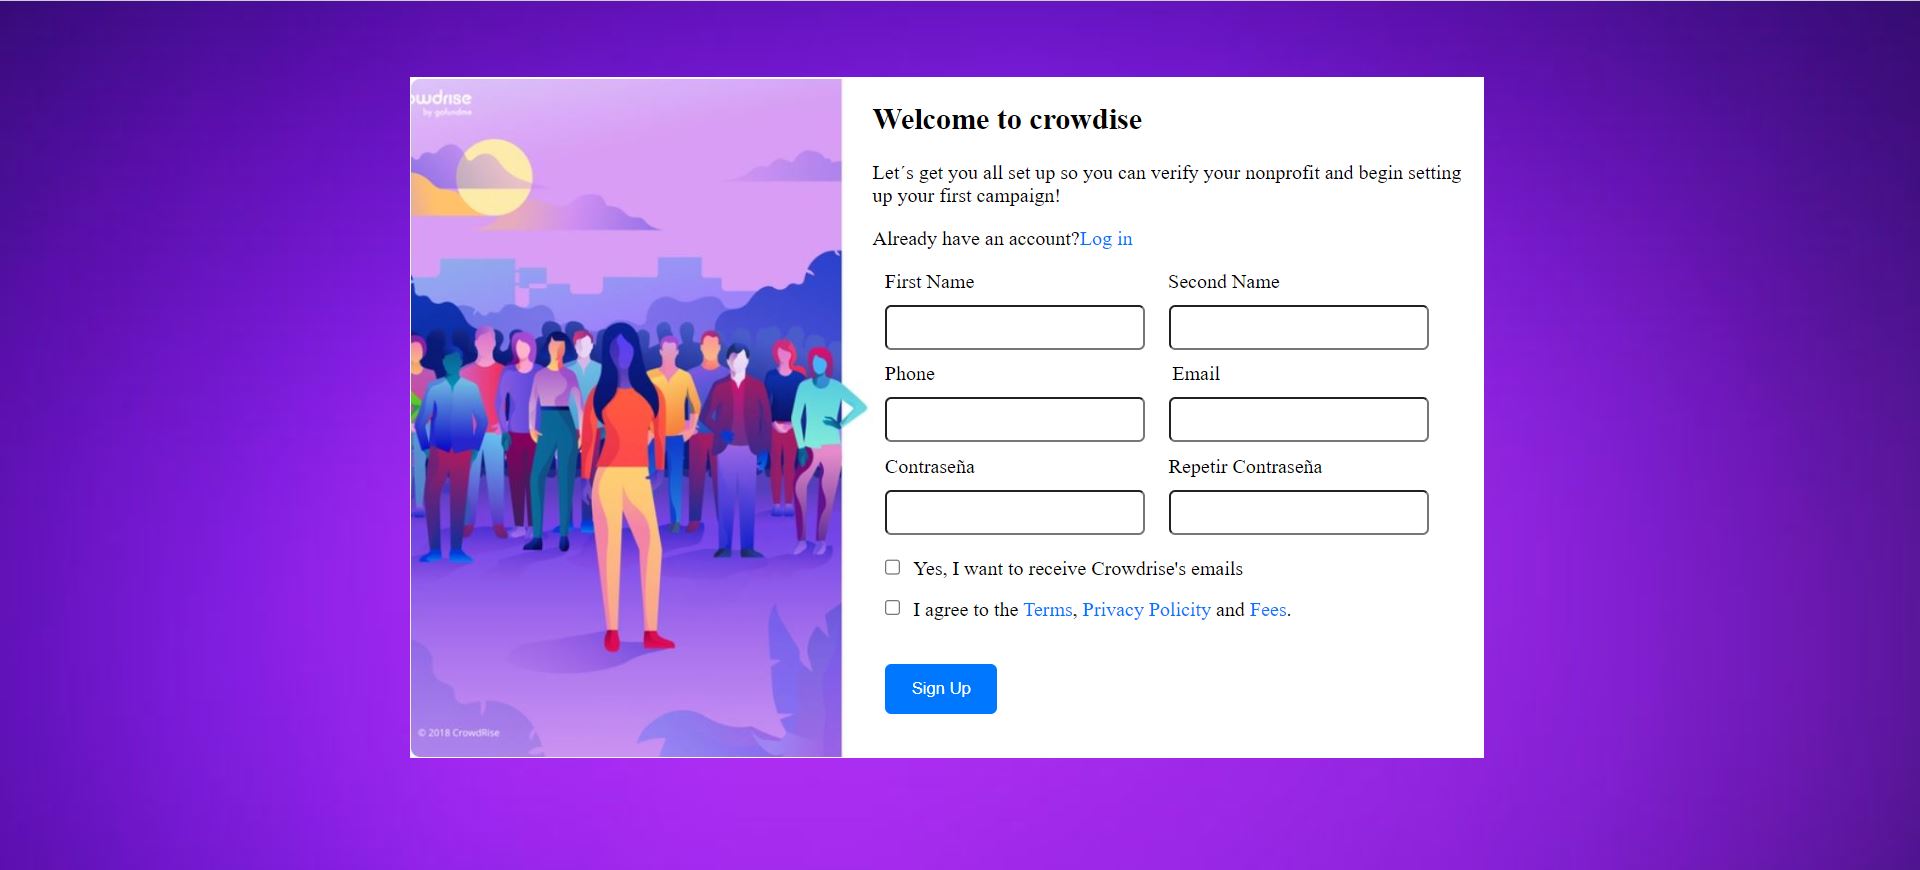 owdrise
by gofundme
Welcome to crowdise
Let´s get you all set up so you can verify your nonprofit and begin setting
up your first campaign!
Already have an account?Log in
First Name
Second Name
Phone
Email
Contraseña
Repetir Contraseña
Yes, I want to receive Crowdrise's emails
I agree to the Terms, Privacy Policity and Fees.
Sign Up
© 2018 CrowdRise